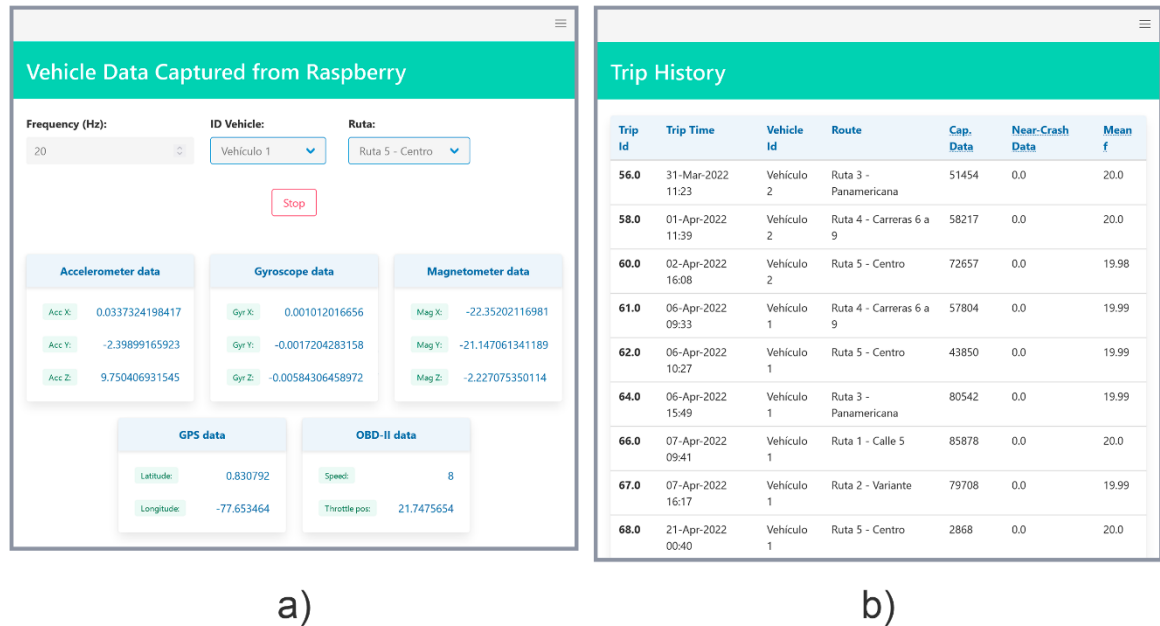 Vehicle Data Captured from Raspberry
Frequency (Hz):
ID Vehicle:
Ruta:
20
Vehículo 1
Ruta 5 - Centro
Stop
Accelerometer data
Acc X: 0.0337324198417
Acc Y: -2.39899165923
Acc Z: 9.750406931545
Gyroscope data
Gyr X: 0.001012016656
Gyr Y: -0.0017204283158
Gyr Z: -0.00584306458972
Magnetometer data
Mag X: -22.35202116981
Mag Y: -21.147061341189
Mag Z: -2.227075350114
GPS data
Latitude: 0.830792
Longitude: -77.653464
OBD-II data
Speed: 8
Throttle pos: 21.7475654
a)
Trip History
Trip Id Trip Time Vehicle Id Route Cap. Data Near-Crash Data Mean f
56.0 31-Mar-2022 11:23 Vehículo 2 Ruta 3 - Panamericana 51454 0.0 20.0
58.0 01-Apr-2022 11:39 Vehículo 2 Ruta 4 - Carreras 6 a 9 58217 0.0 20.0
60.0 02-Apr-2022 16:08 Vehículo 2 Ruta 5 - Centro 72657 0.0 19.98
61.0 06-Apr-2022 09:33 Vehículo 1 Ruta 4 - Carreras 6 a 9 57804 0.0 19.99
62.0 06-Apr-2022 10:27 Vehículo 1 Ruta 5 - Centro 43850 0.0 19.99
64.0 06-Apr-2022 15:49 Vehículo 1 Ruta 3 - Panamericana 80542 0.0 19.99
66.0 07-Apr-2022 09:41 Vehículo 1 Ruta 1 - Calle 5 85878 0.0 20.0
67.0 07-Apr-2022 16:17 Vehículo 1 Ruta 2 - Variante 79708 0.0 19.99
68.0 21-Apr-2022 00:40 Vehículo 1 Ruta 5 - Centro 2868 0.0 20.0
b)